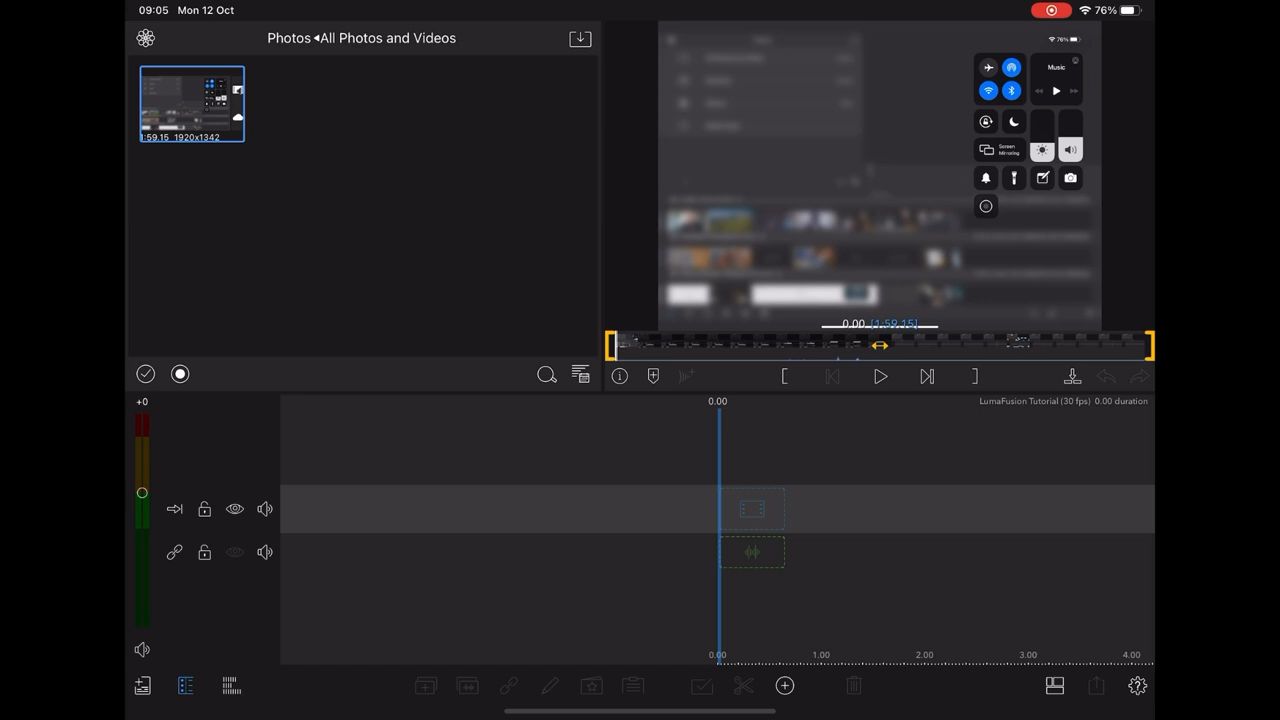 09:05 Mon 12 Oct
76%
Photos ◂All Photos and Videos
1:59.15 1920x1342
76%
Music
Screen Mirroring
0.00 (1:59.15)
+0
0.00
LumaFusion Tutorial (30 fps) 0.00 duration
0.00 1.00 2.00 3.00 4.00